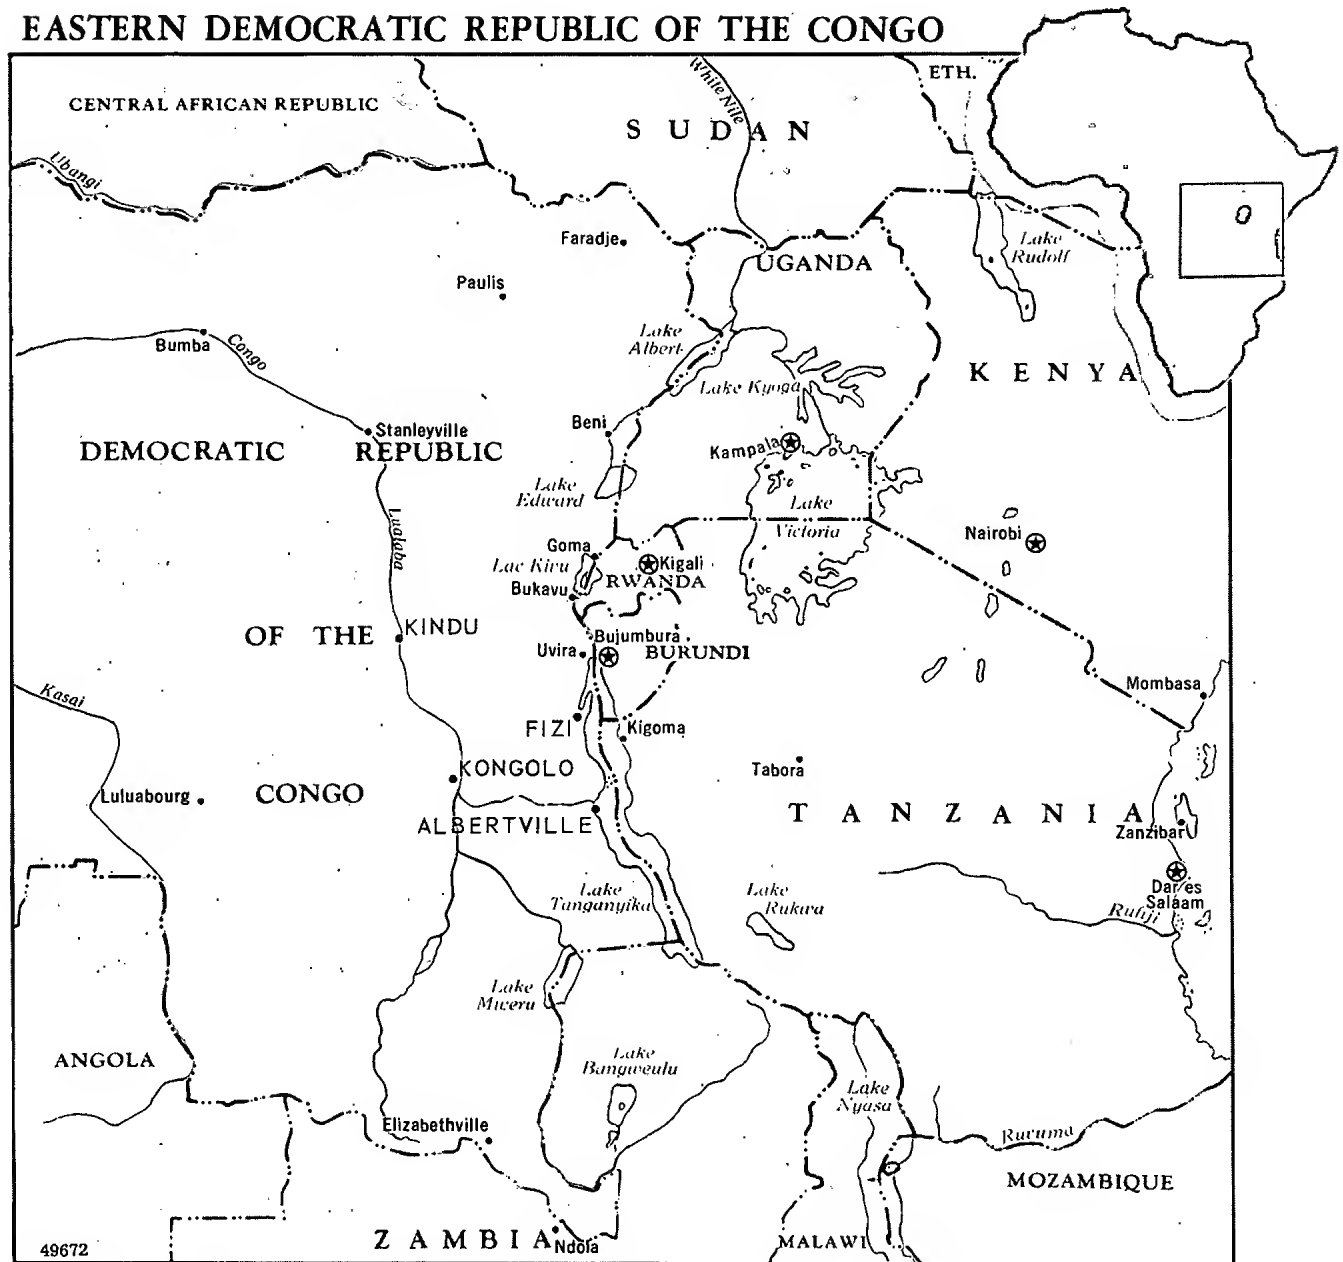 EASTERN DEMOCRATIC REPUBLIC OF THE CONGO
ETH.
White Nile
CENTRAL AFRICAN REPUBLIC
SUDAN
Ubangi
Faradje
Lake
Rudolf
UGANDA
Paulis
Lake
Albert
Bumba
Congo
KENYA
Lake Kyoga
Beni
Stanleyville
DEMOCRATIC REPUBLIC
Kampala
Lake
Edward
Lake
Victoria
Lualaba
Nairobi
Goma
Lac Kivu
Kigali
RWANDA
Bukavu
OF THE
KINDU
Bujumbura
Uvira
BURUNDI
Mombasa
Kasai
FIZI
Kigoma
KONGOLO
Tabora
Luluabourg
CONGO
TANZANIA
ALBERTVILLE
Zanzibar
Dar es
Salaam
Lake
Tanganyika
Lake
Rukwa
Rufiji
Lake
Mweru
ANGOLA
Lake
Bangweulu
Lake
Nyasa
Elizabethville
Ruvuma
MOZAMBIQUE
ZAMBIA
Ndola
MALAWI
49672